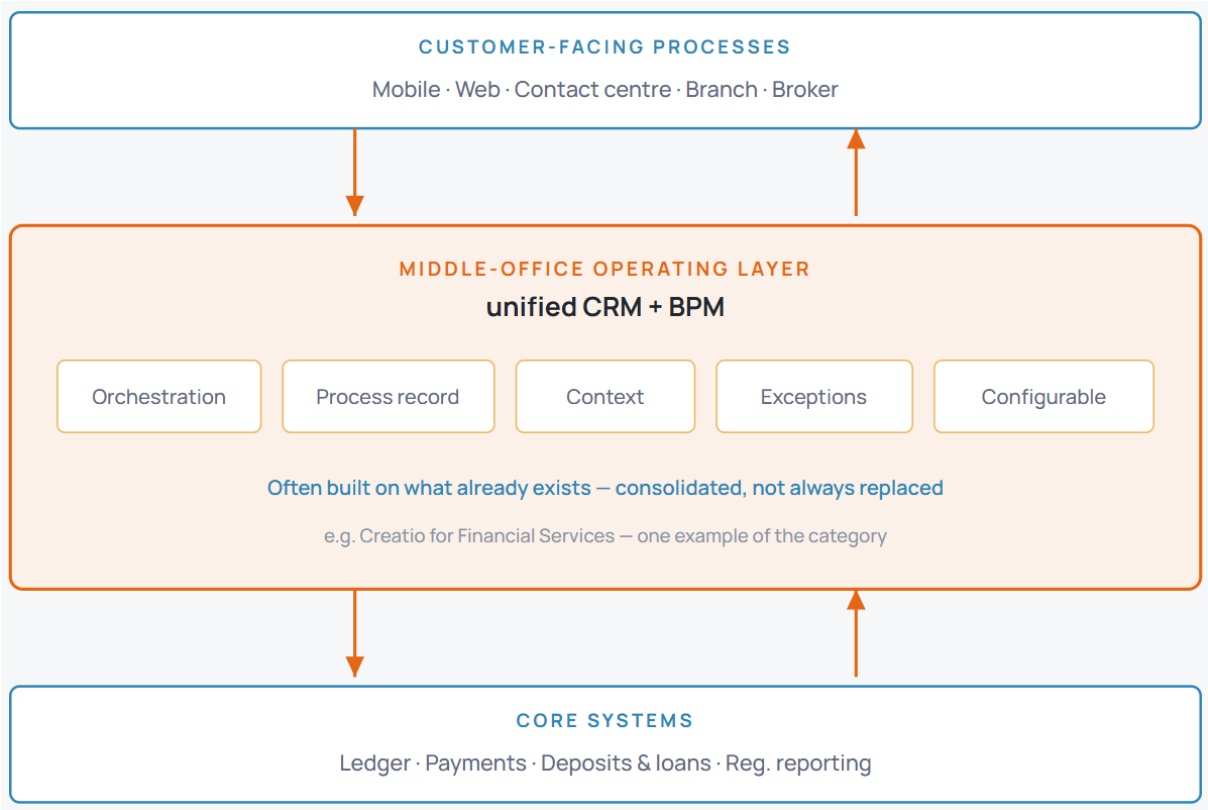 CUSTOMER-FACING PROCESSES
Mobile · Web · Contact centre · Branch · Broker
MIDDLE-OFFICE OPERATING LAYER
unified CRM + BPM
Orchestration
Process record
Context
Exceptions
Configurable
Often built on what already exists — consolidated, not always replaced
e.g. Creatio for Financial Services — one example of the category
CORE SYSTEMS
Ledger · Payments · Deposits & loans · Reg. reporting